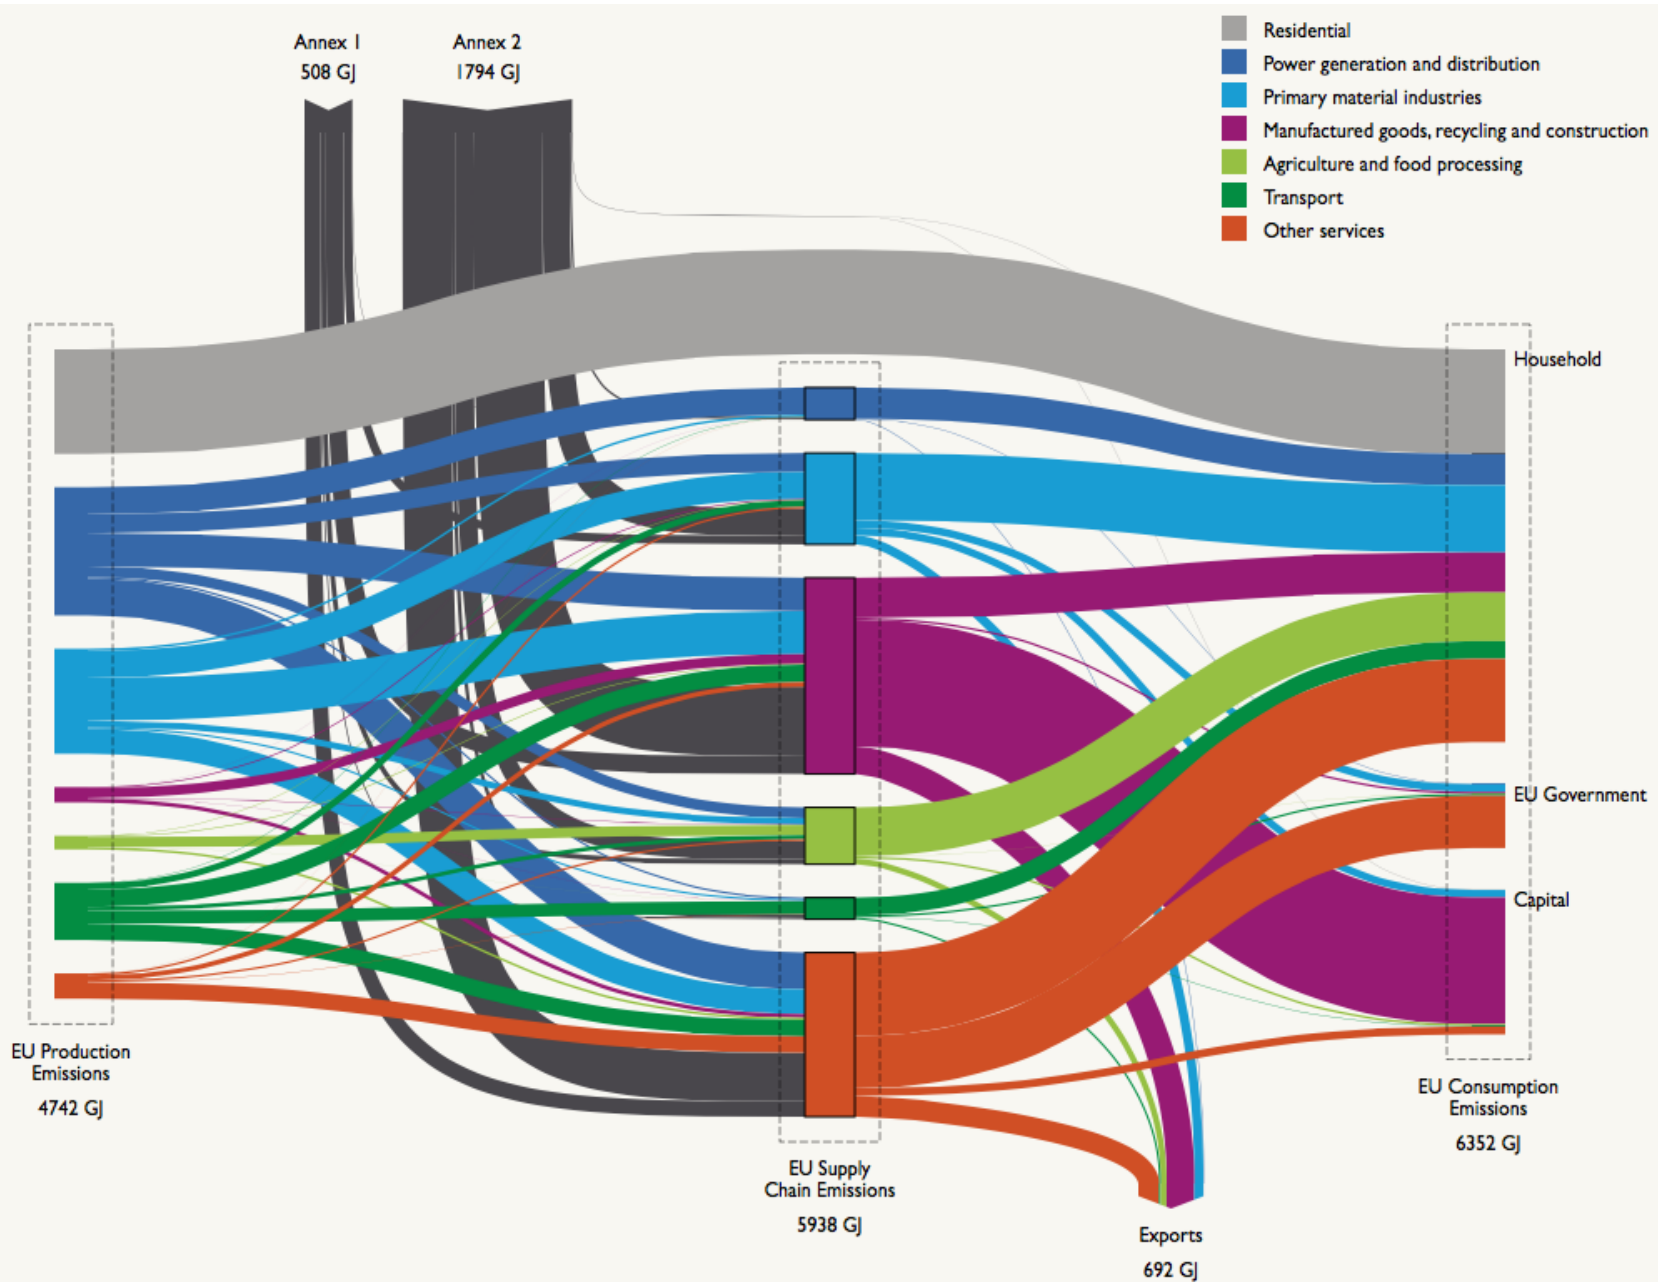 Annex 1
508 GJ
Annex 2
1794 GJ
Residential
Power generation and distribution
Primary material industries
Manufactured goods, recycling and construction
Agriculture and food processing
Transport
Other services
Household
EU Government
Capital
EU Production
Emissions
4742 GJ
EU Supply
Chain Emissions
5938 GJ
Exports
692 GJ
EU Consumption
Emissions
6352 GJ